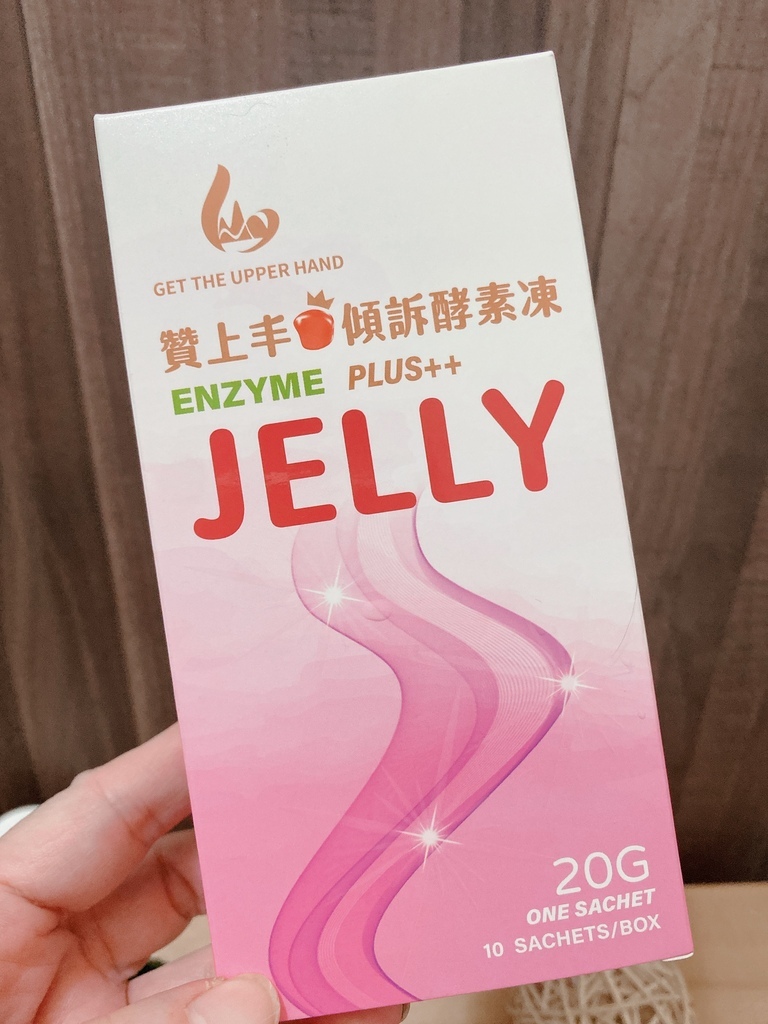 GET THE UPPER HAND
贊上丰傾訴酵素凍
ENZYME PLUS++
JELLY
20G
ONE SACHET
10 SACHETS/BOX